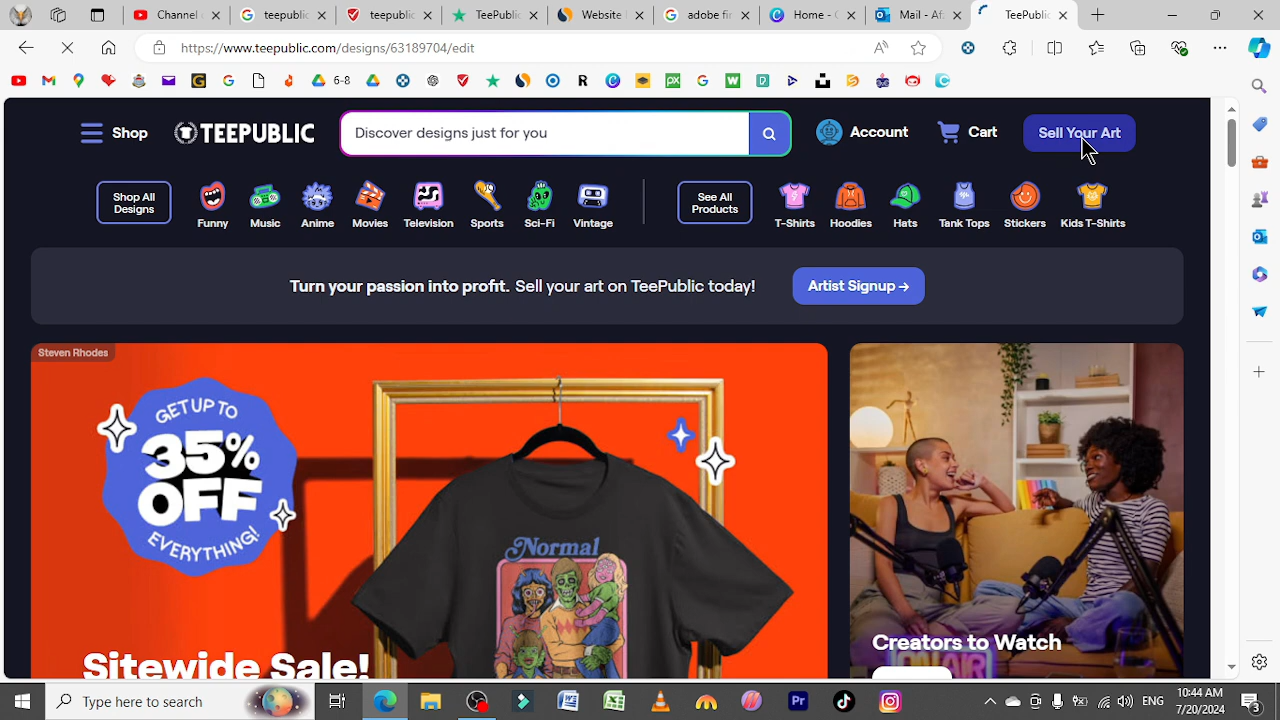 Channel c
discount
TeePublic
Website
adobe fir
Home - C
Mail - At
TeePublic
https://www.teepublic.com/designs/63189704/edit
6-8
Shop
TEEPUBLIC
Discover designs just for you
Account
Cart
Sell Your Art
Shop All
Designs
Funny
Music
Anime
Movies
Television
Sports
Sci-Fi
Vintage
See All
Products
T-Shirts
Hoodies
Hats
Tank Tops
Stickers
Kids T-Shirts
Turn your passion into profit. Sell your art on TeePublic today!
Artist Signup →
Steven Rhodes
GET UP TO
35%
OFF
EVERYTHING!
Normal
Sitewide Sale!
Creators to Watch
Type here to search
ENG
10:44 AM
7/20/2024